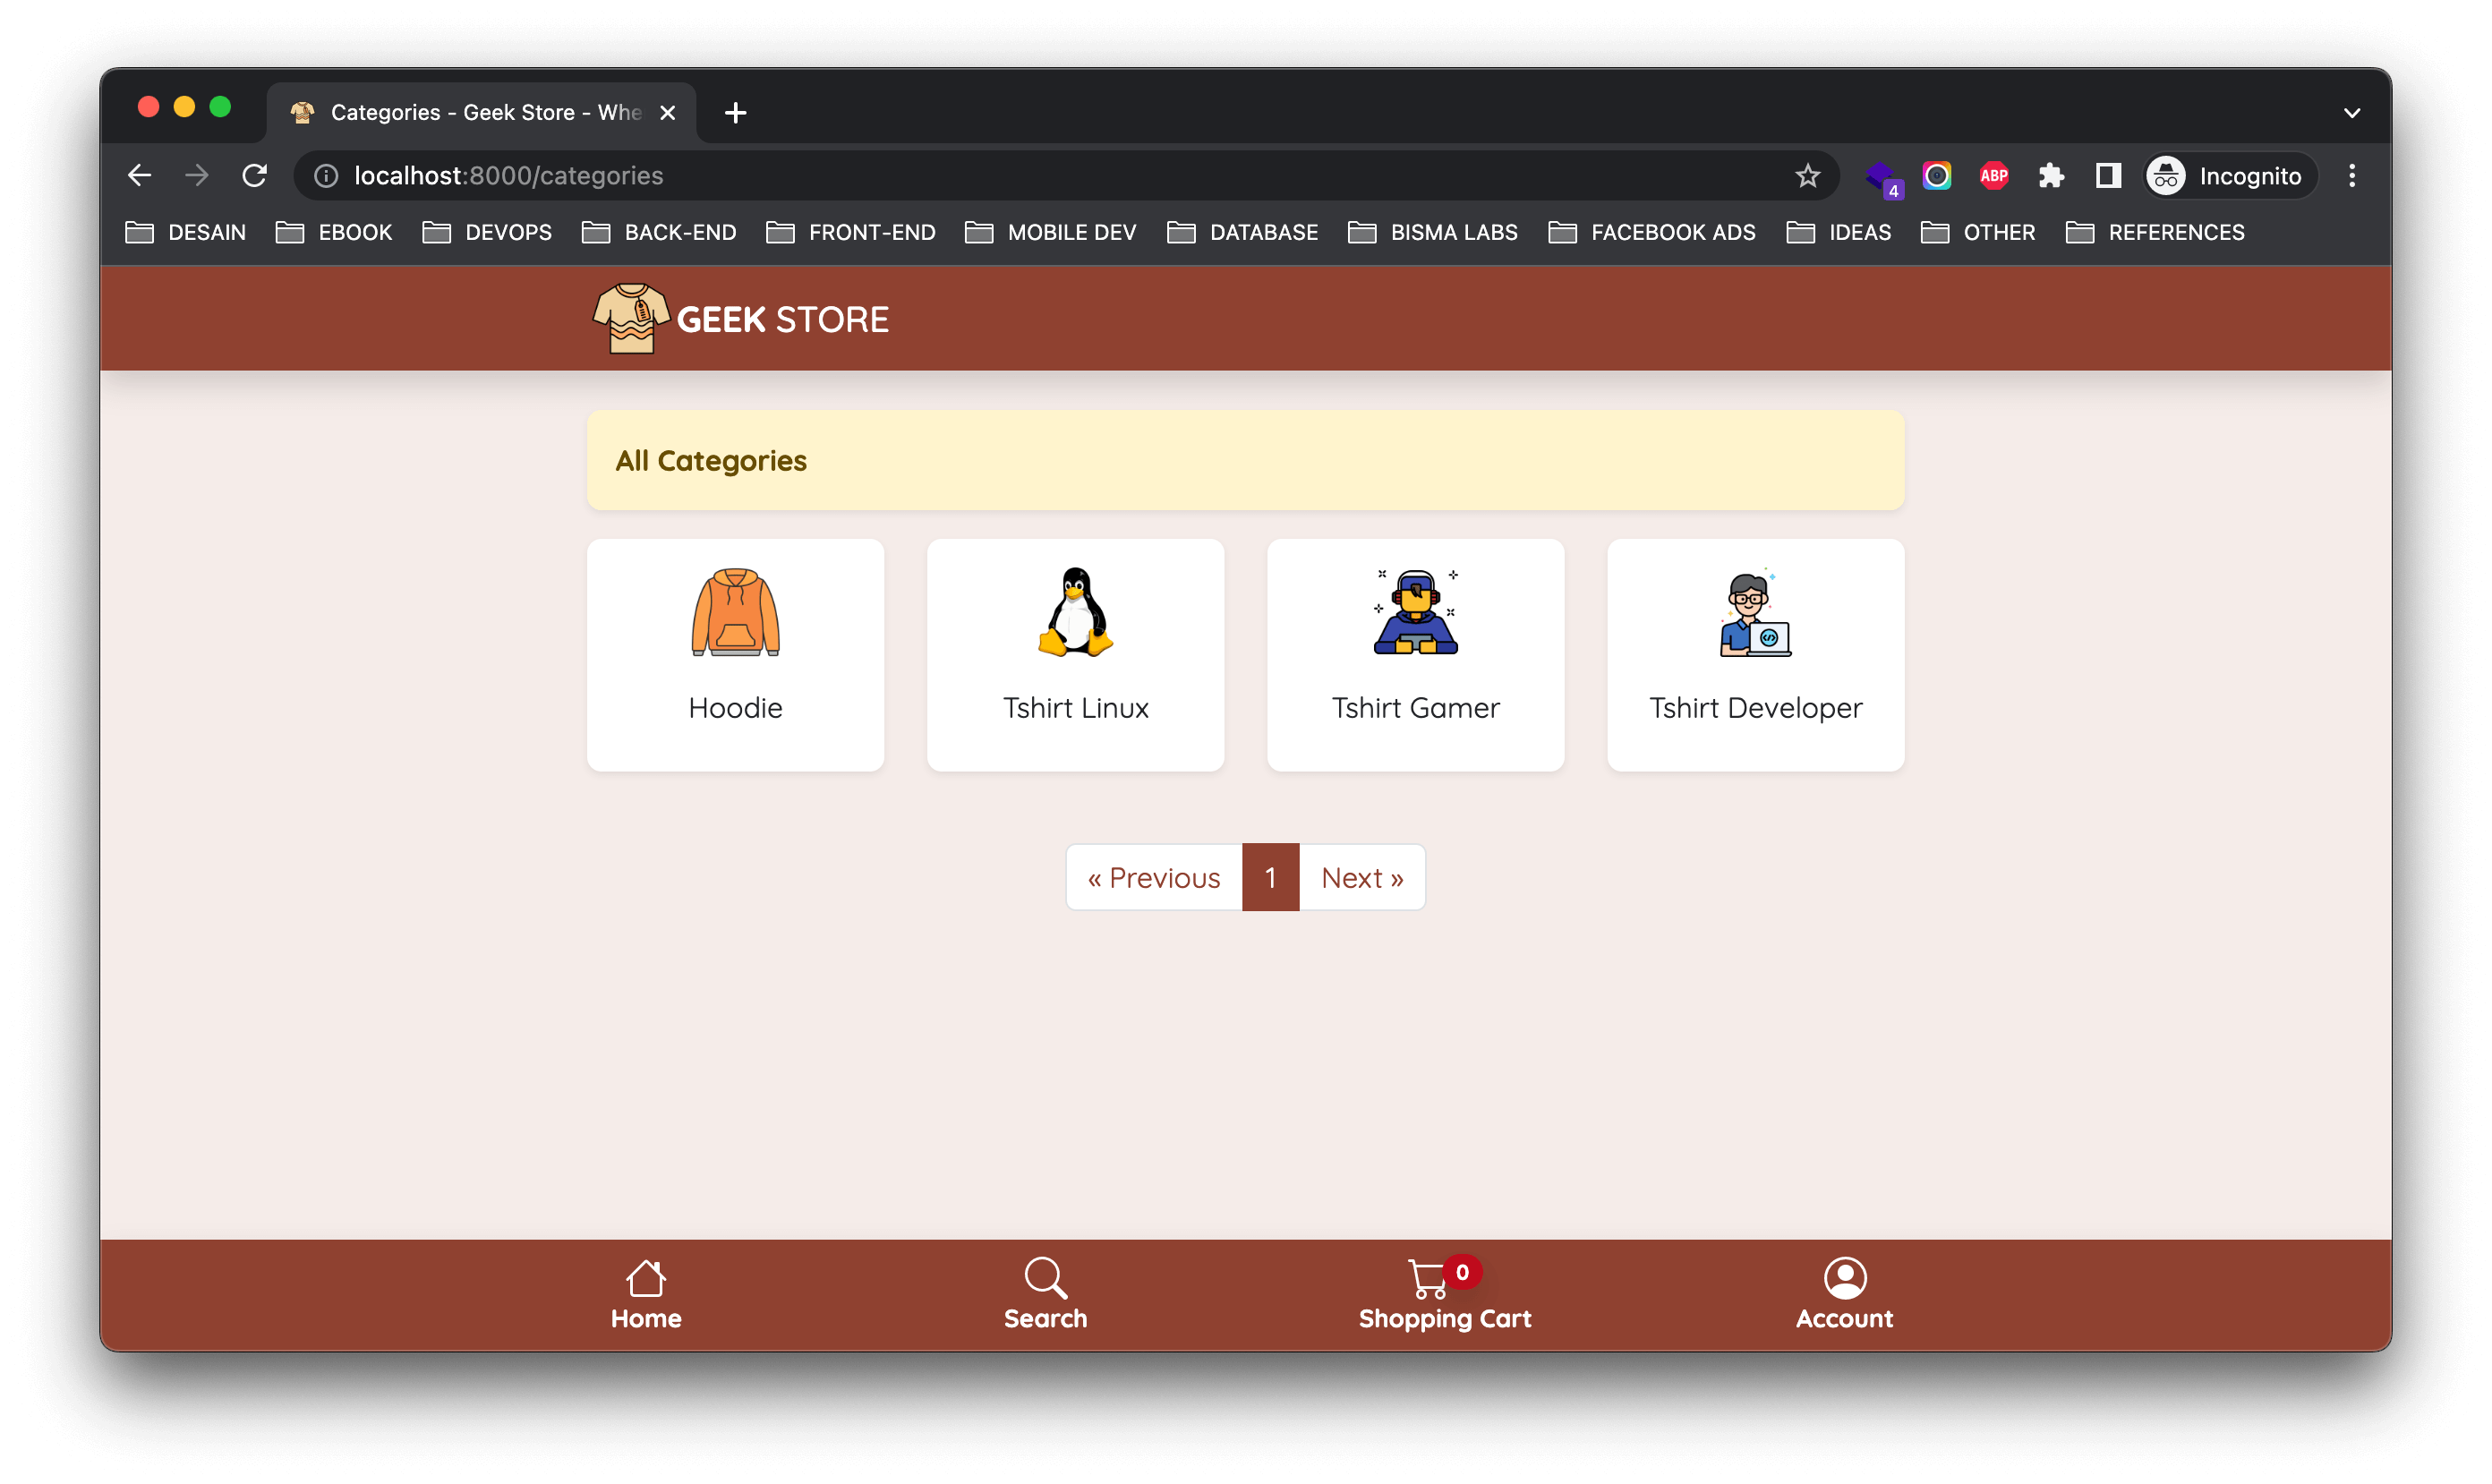 Categories - Geek Store - Whe
localhost:8000/categories
4
ABP
Incognito
DESAIN EBOOK DEVOPS BACK-END FRONT-END MOBILE DEV DATABASE BISMA LABS FACEBOOK ADS IDEAS OTHER REFERENCES
GEEK STORE
All Categories
Hoodie Tshirt Linux Tshirt Gamer Tshirt Developer
« Previous 1 Next »
0
Home Search Shopping Cart Account